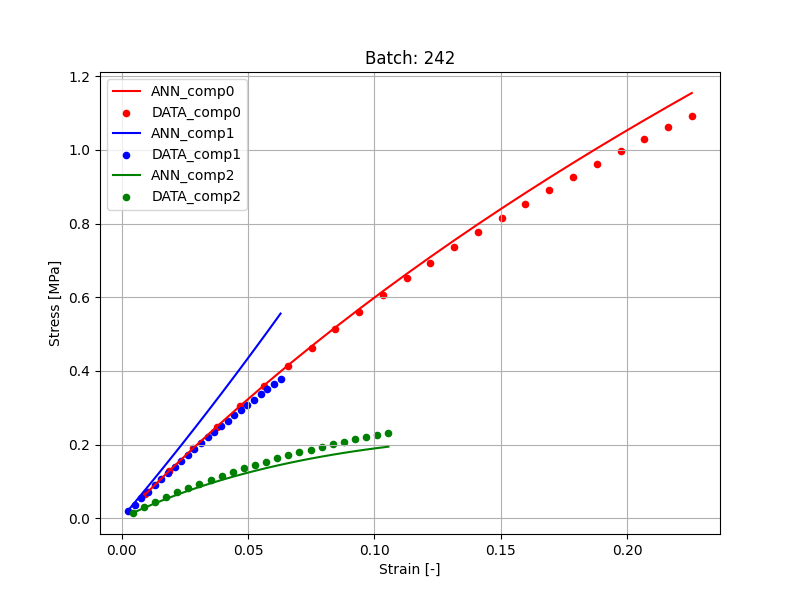 Batch: 242
ANN_comp0
DATA_comp0
ANN_comp1
DATA_comp1
ANN_comp2
DATA_comp2
1.2
1.0
0.8
0.6
0.4
0.2
0.0
Stress [MPa]
0.00 0.05 0.10 0.15 0.20
Strain [-]